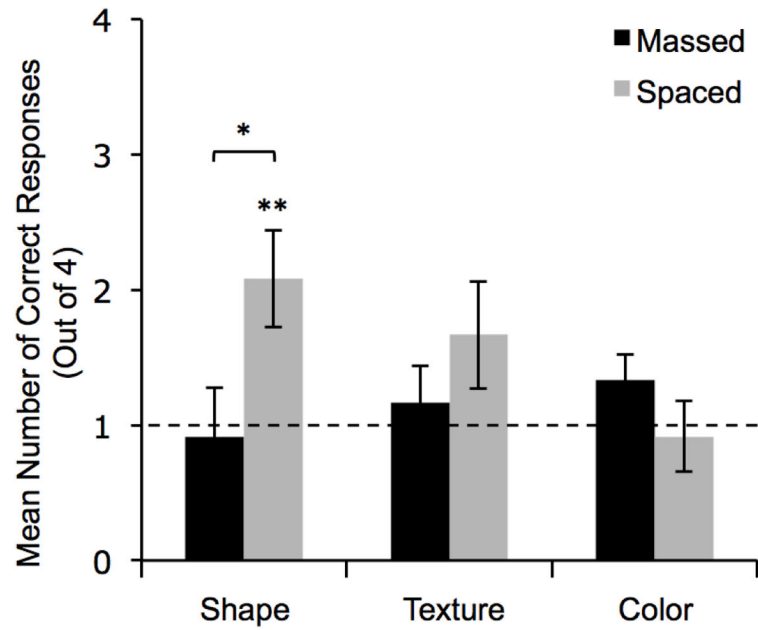 Mean Number of Correct Responses
(Out of 4)
4
3
2
1
0
Massed
Spaced
*
**
Shape
Texture
Color